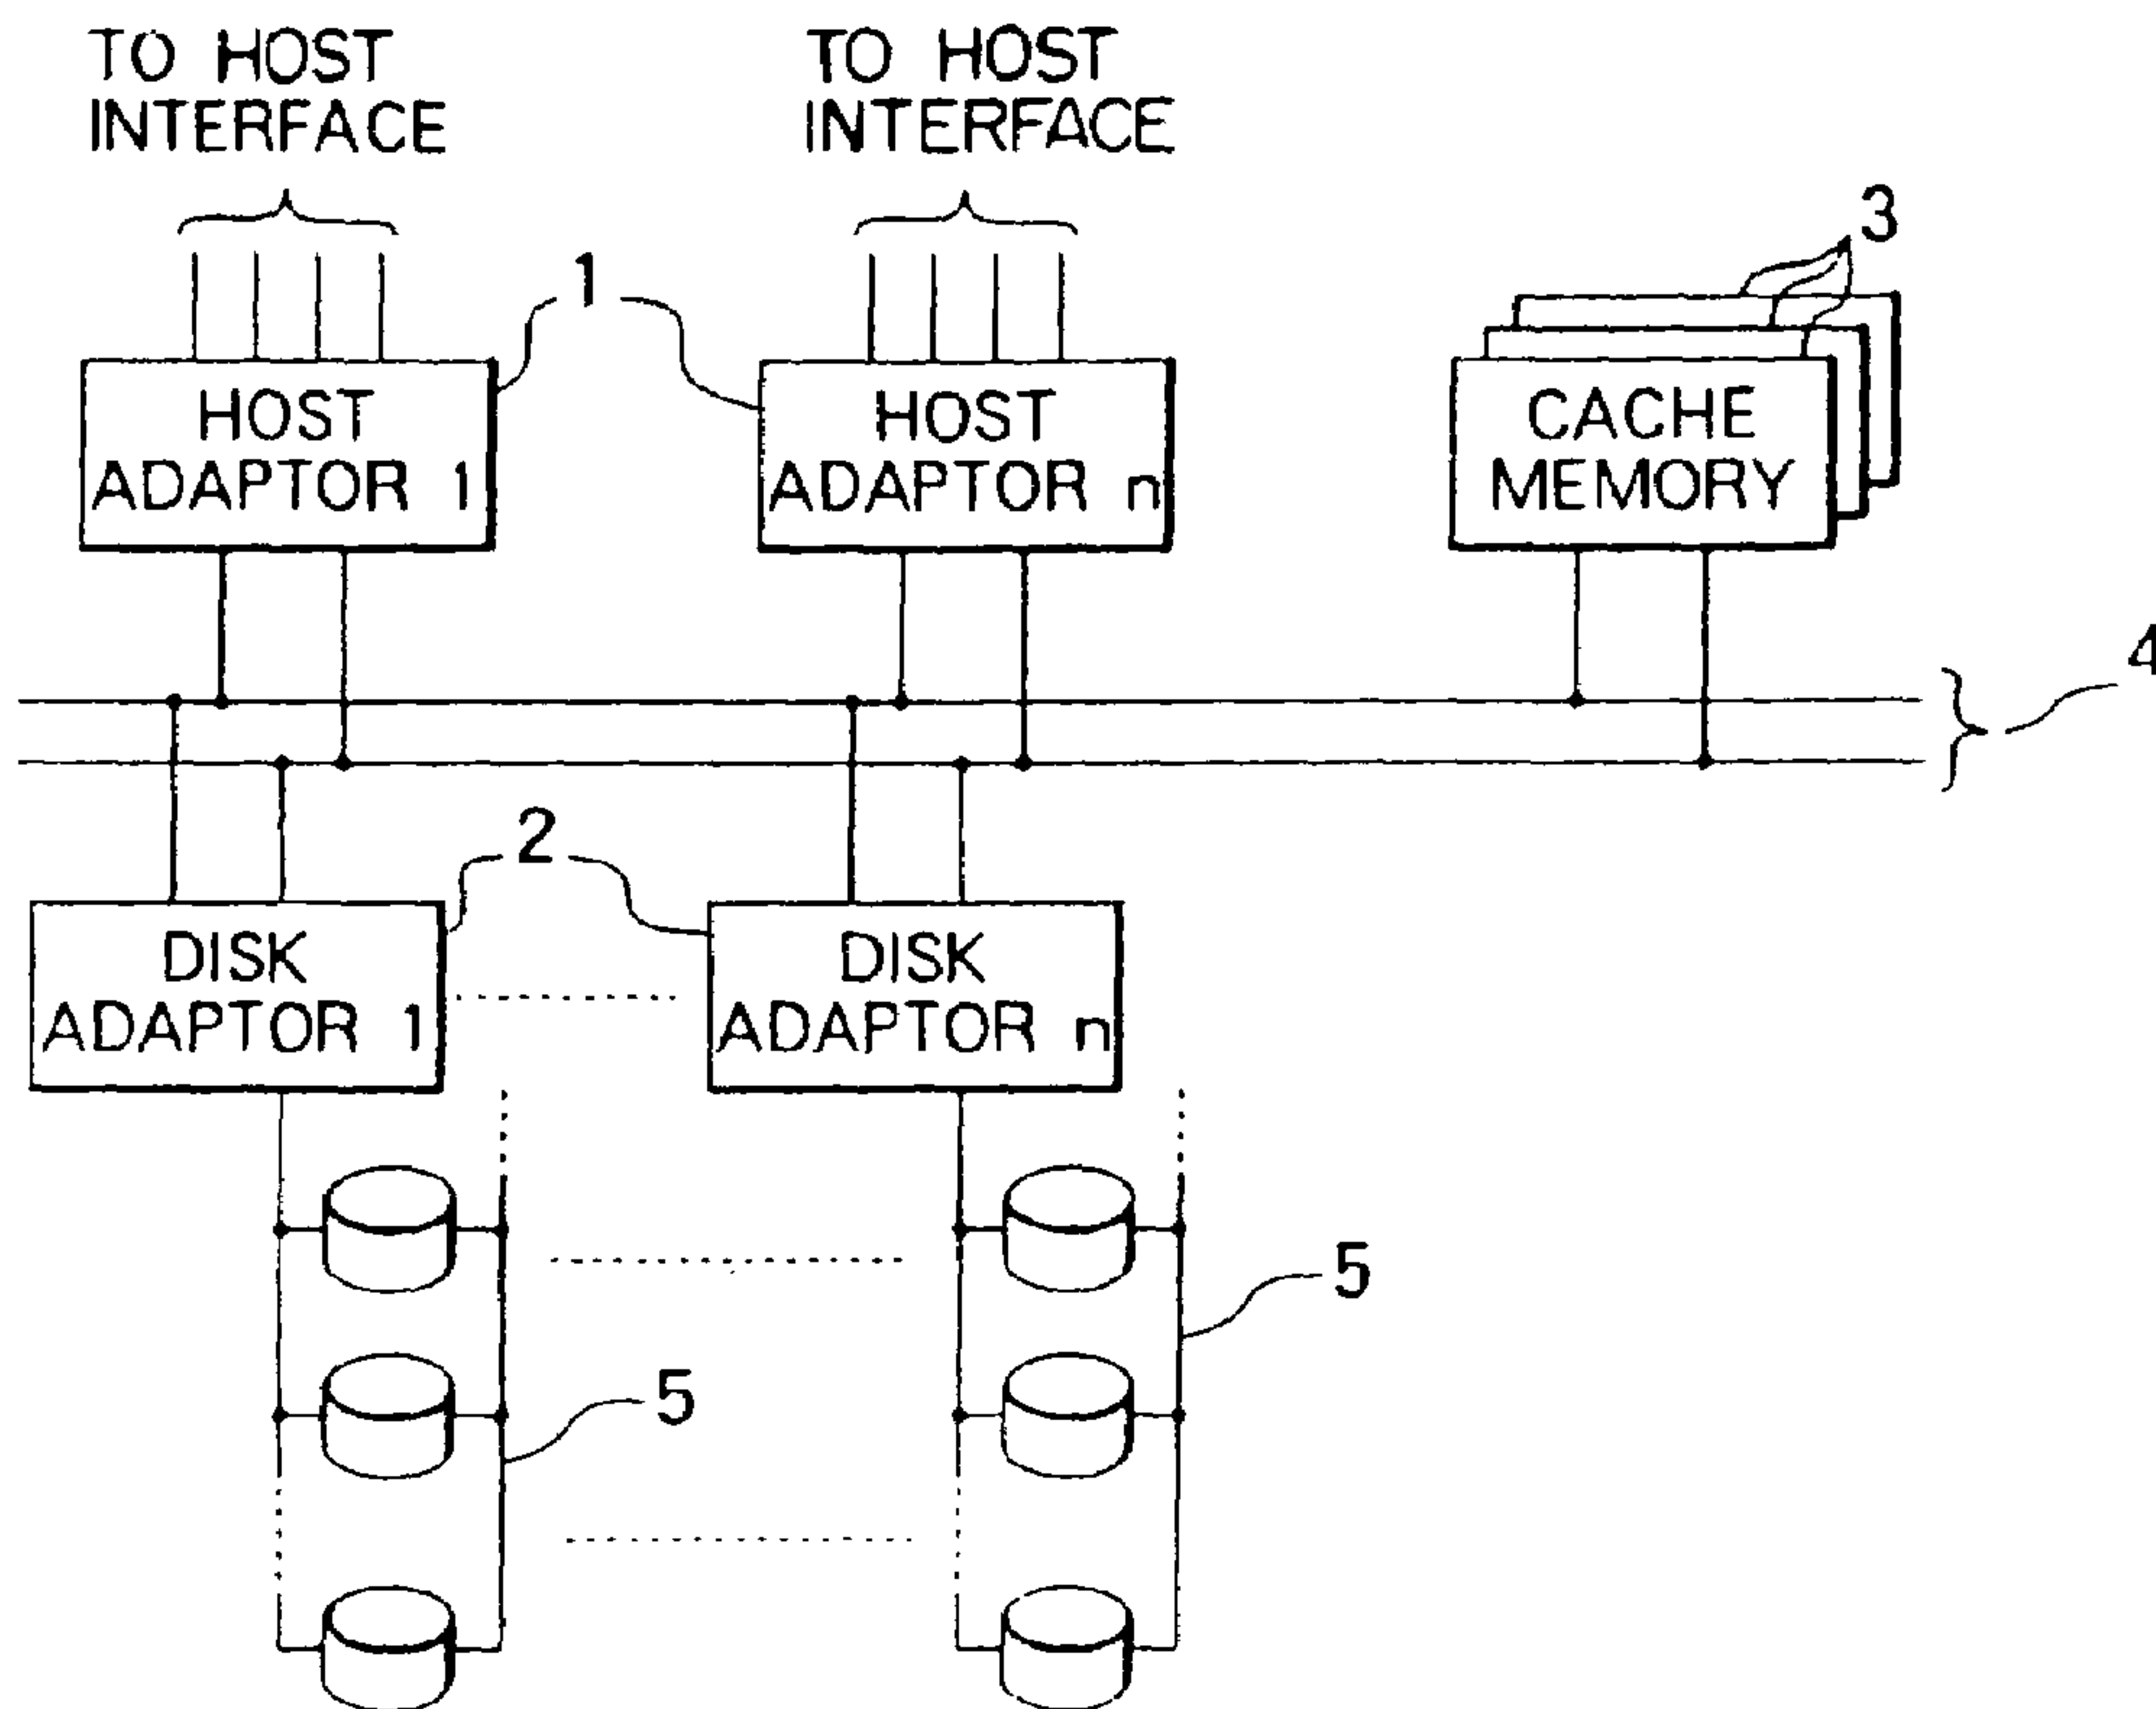 TO HOST
INTERFACE
TO HOST
INTERFACE
3
1
HOST
ADAPTOR 1
HOST
ADAPTOR n
CACHE
MEMORY
4
2
DISK
ADAPTOR 1
DISK
ADAPTOR n
5
5